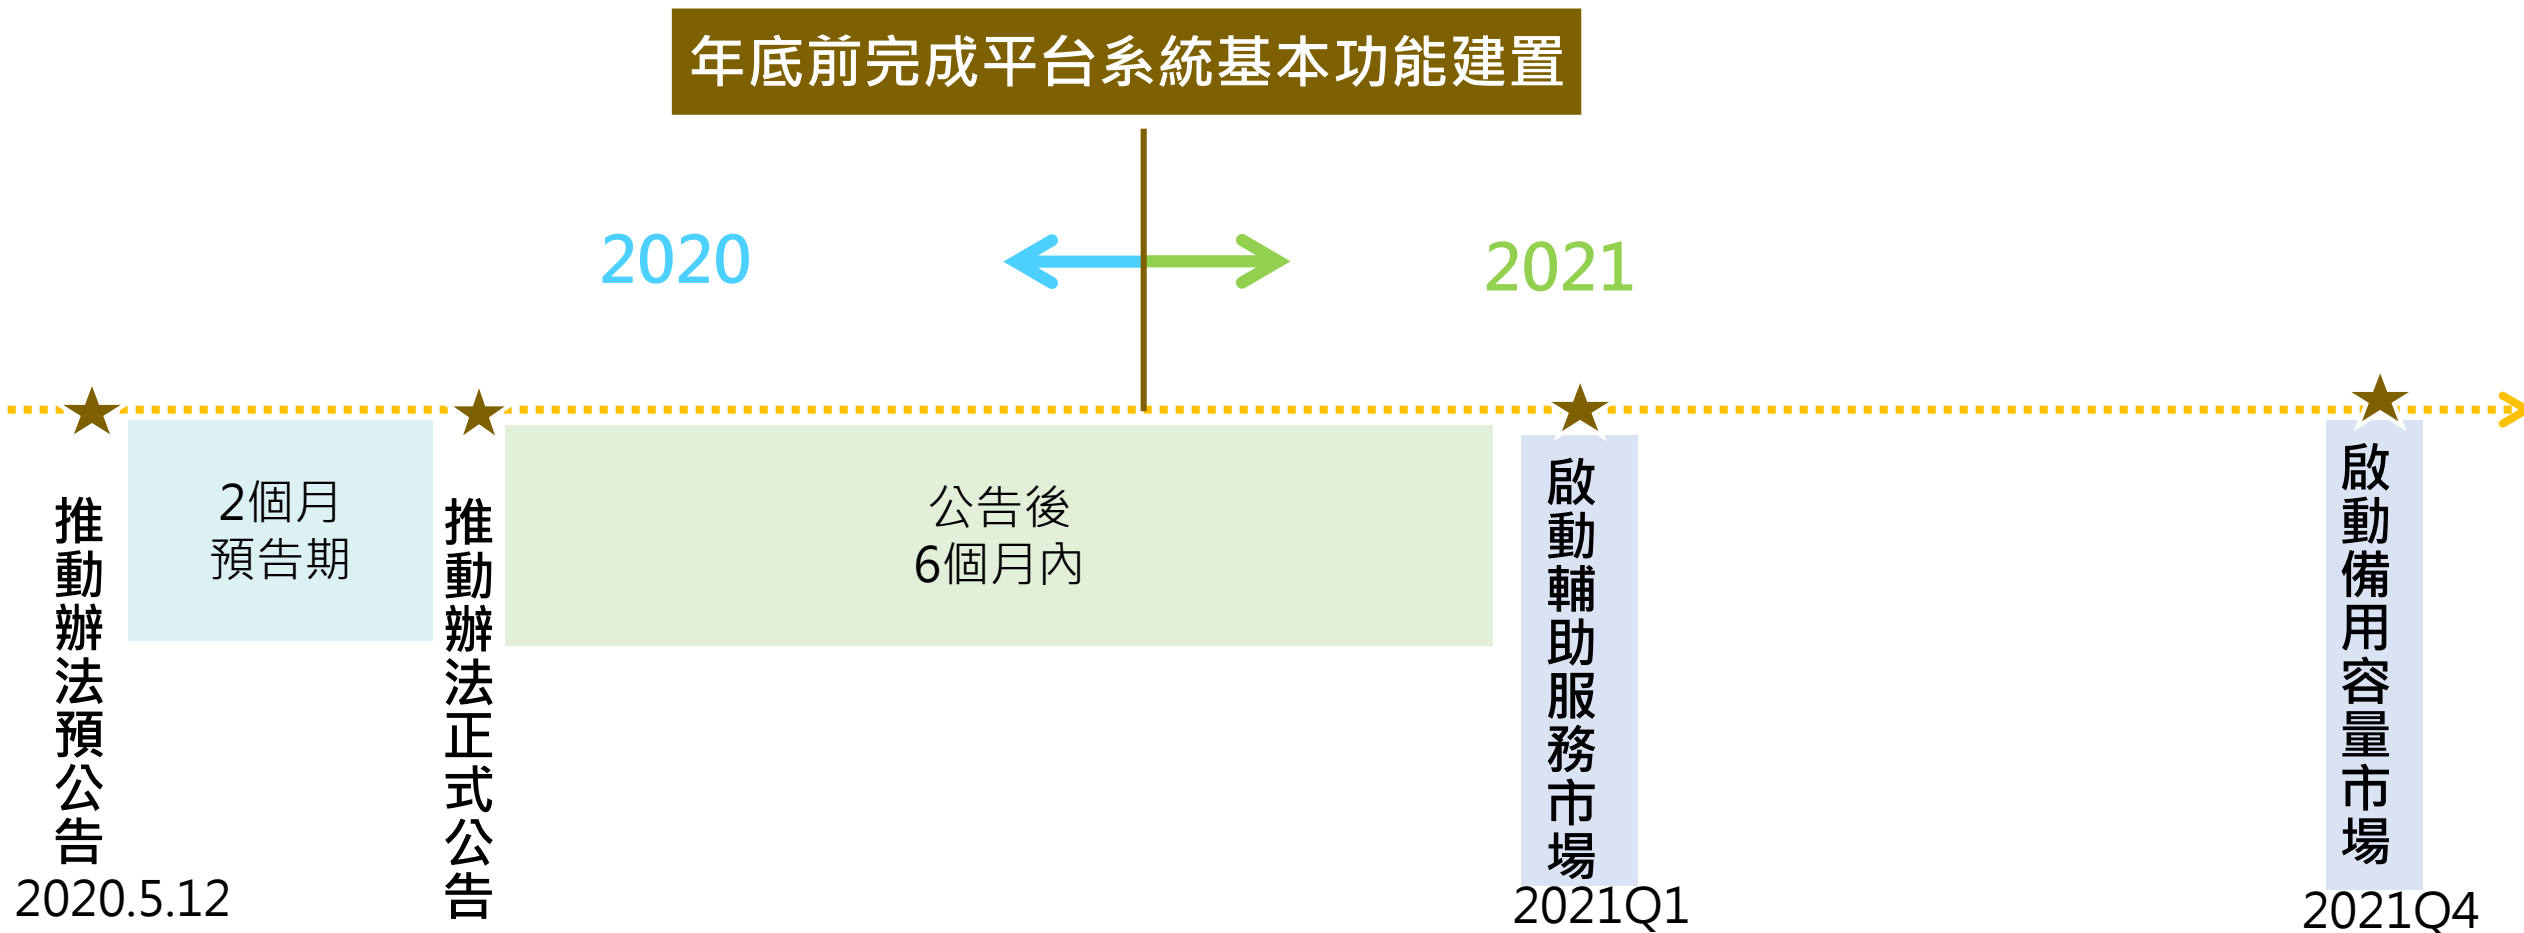 年底前完成平台系統基本功能建置
2020
2021
推動辦法預公告
2020.5.12
2個月
預告期
推動辦法正式公告
公告後
6個月內
啟動輔助服務市場
2021Q1
啟動備用容量市場
2021Q4